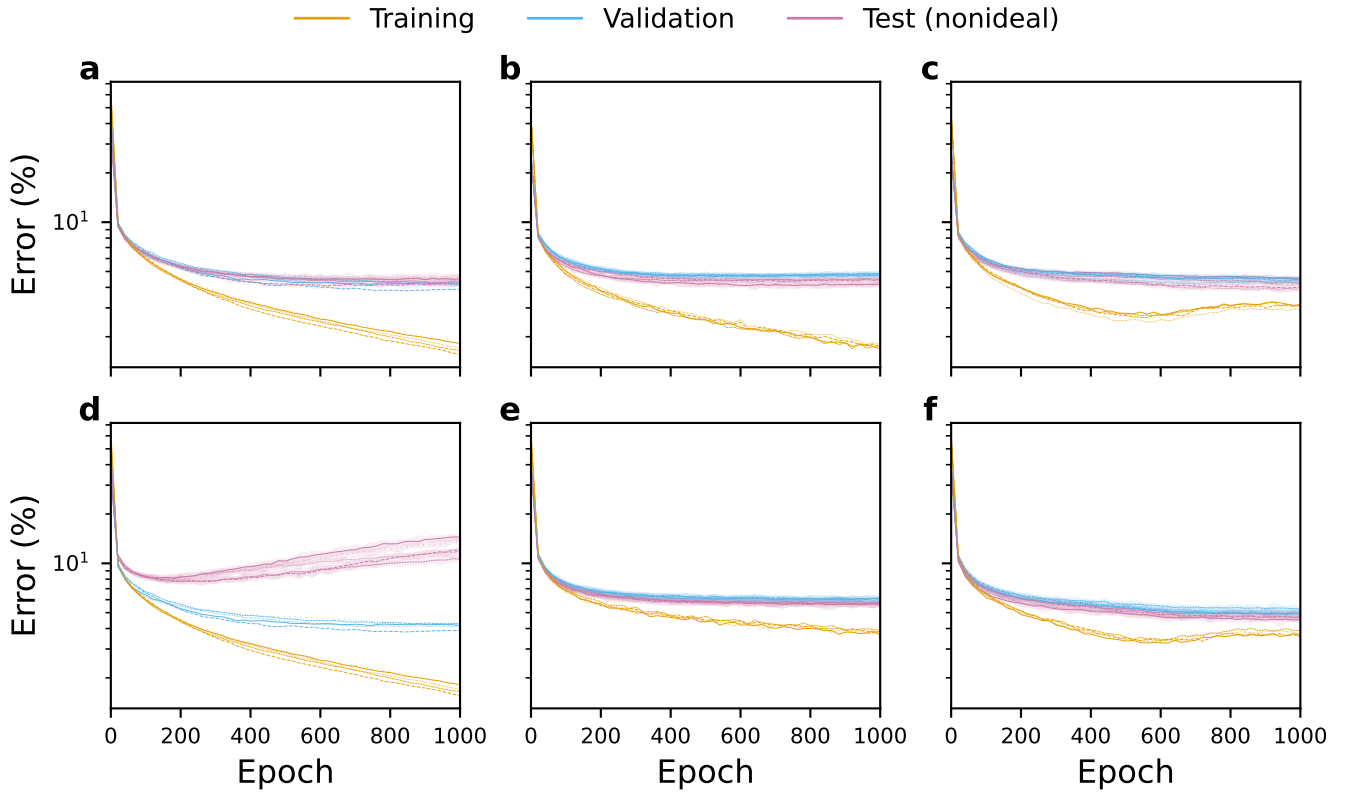 Training Validation Test (nonideal)
a b c
Error (%)
10¹
d e f
Error (%)
10¹
0 200 400 600 800 1000 0 200 400 600 800 1000 0 200 400 600 800 1000
Epoch Epoch Epoch